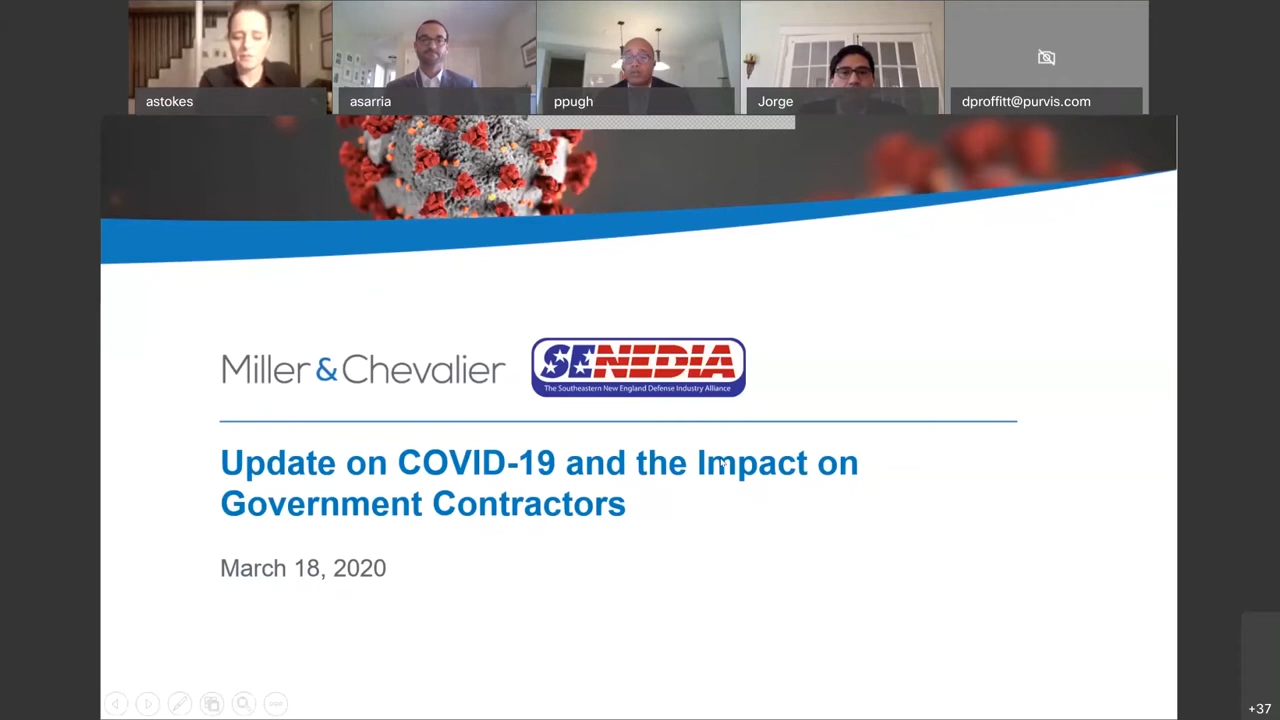 astokes
asarria
ppugh
Jorge
dproffitt@purvis.com
Miller & Chevalier
SENEDIA
The Southeastern New England Defense Industry Alliance
Update on COVID-19 and the Impact on
Government Contractors
March 18, 2020
+37